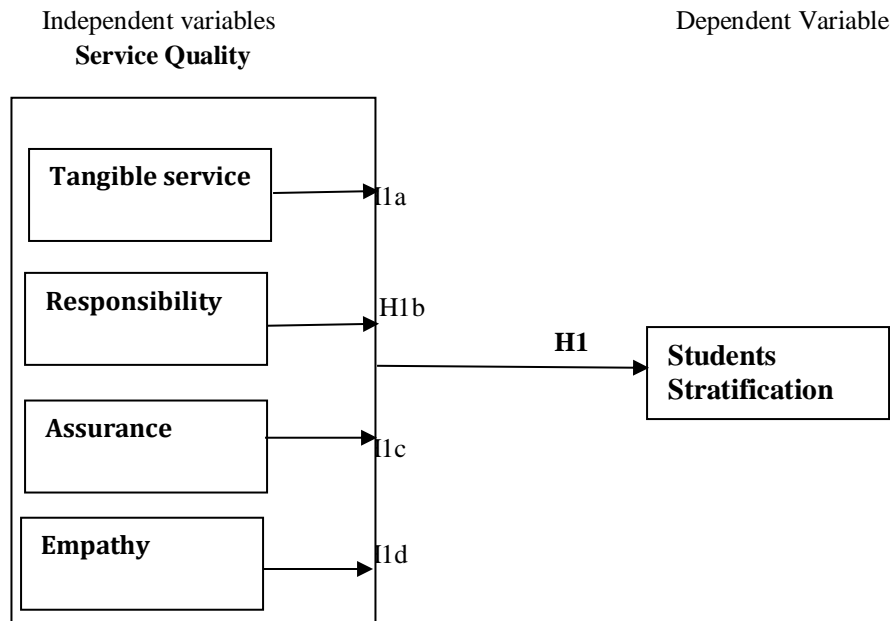 Independent variables
Dependent Variable
Service Quality
Tangible service
I1a
Responsibility
H1b
H1
Students
Stratification
Assurance
I1c
Empathy
I1d